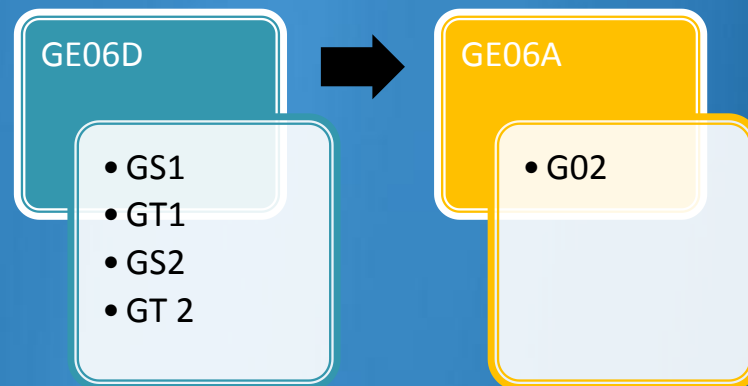 GE06D
• GS1
• GT1
• GS2
• GT 2
GE06A
• G02